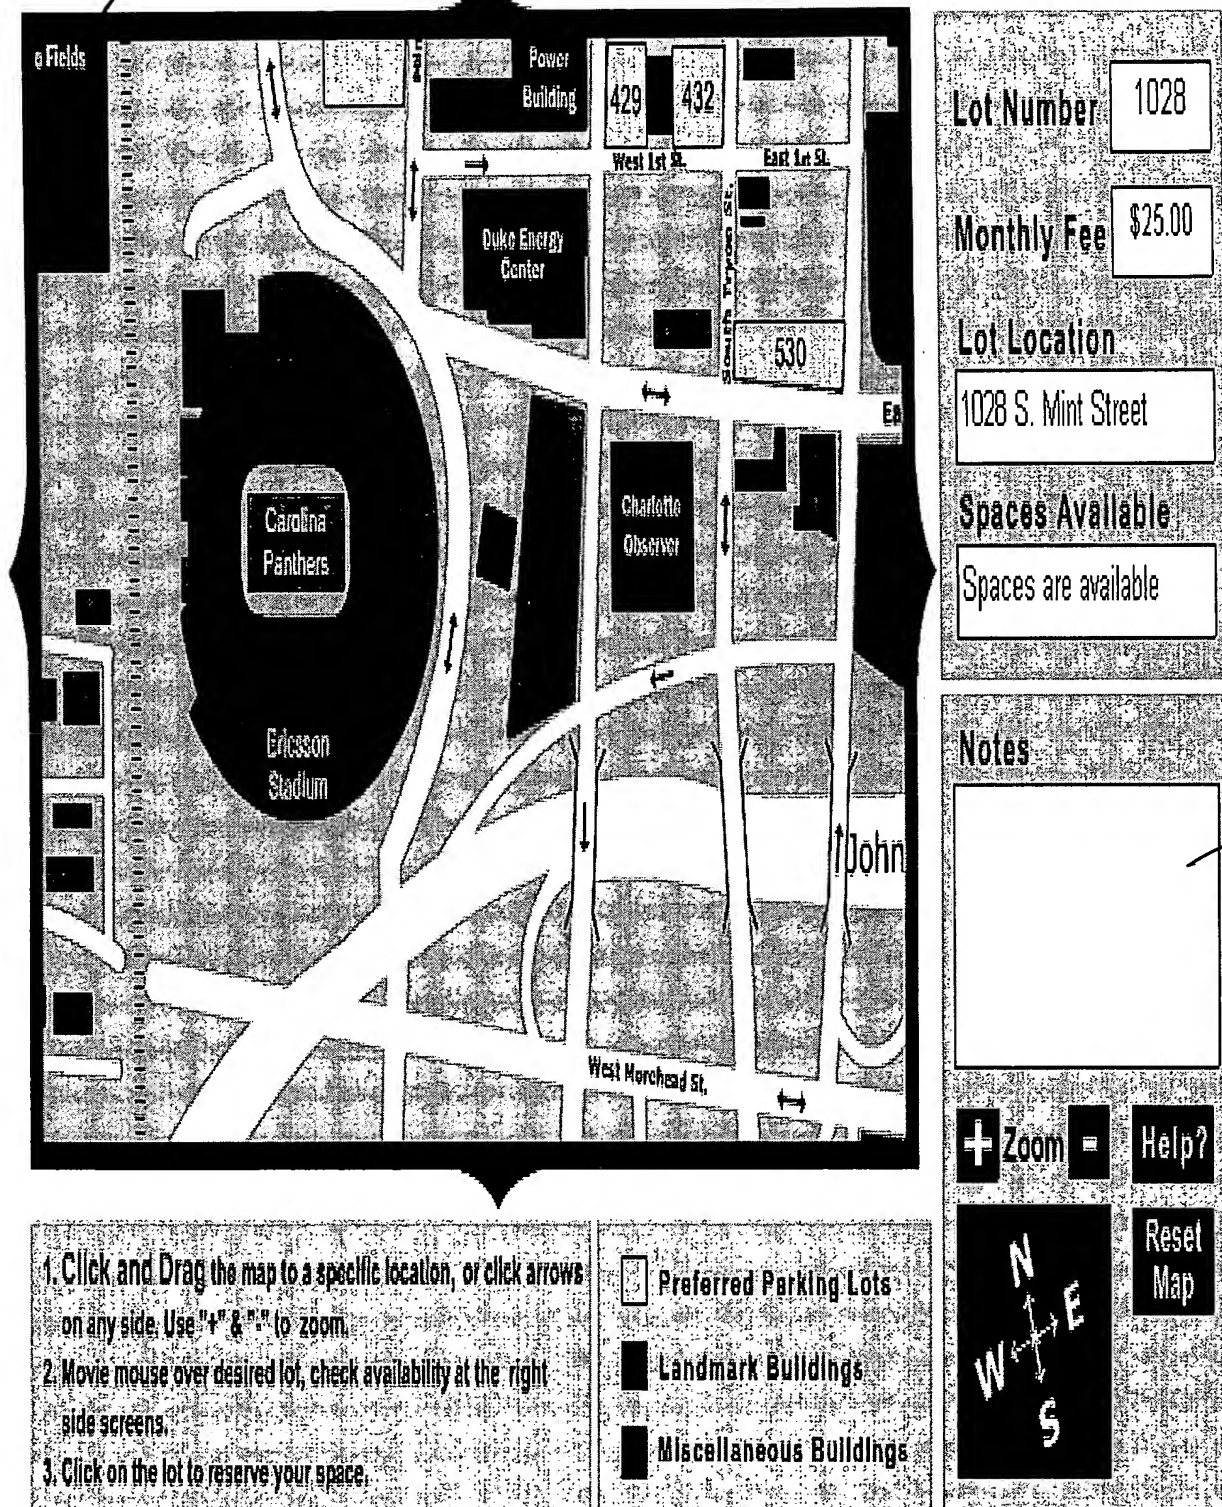 Fields
Power
Building
429
432
West 1st St.
East 1st St.
South Tryon St.
Duke Energy
Center
530
Carolina
Panthers
Charlotte
Observer
Ericsson
Stadium
John
West Morehead St.
Lot Number
1028
Monthly Fee
$25.00
Lot Location
1028 S. Mint Street
Spaces Available
Spaces are available
Notes
+ Zoom -
Help?
Reset
Map
N
E
W
S
1. Click and Drag the map to a specific location, or click arrows
on any side. Use "+" & "-" to zoom.
2. Movie mouse over desired lot, check availability at the right
side screens.
3. Click on the lot to reserve your space.
Preferred Parking Lots
Landmark Buildings
Miscellaneous Buildings